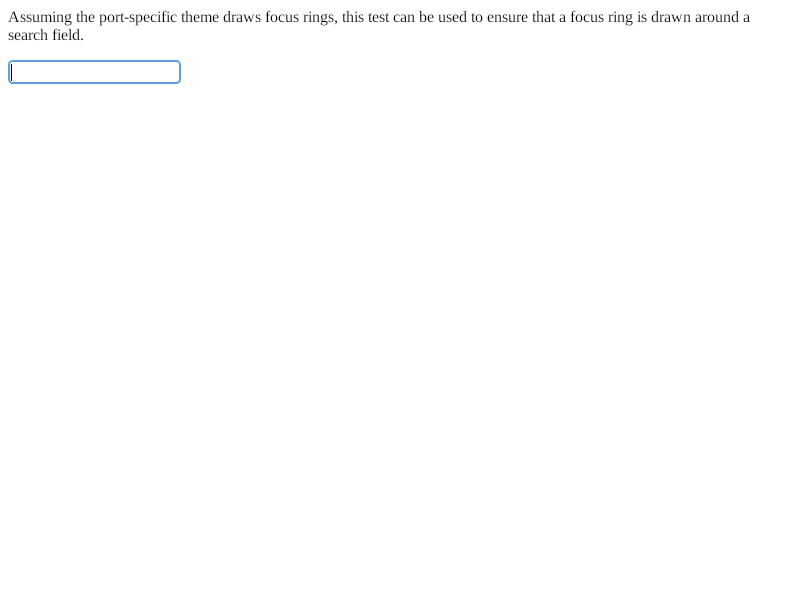 Assuming the port-specific theme draws focus rings, this test can be used to ensure that a focus ring is drawn around a
search field.